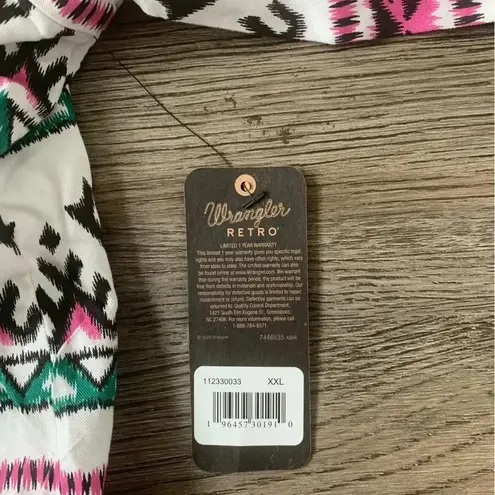 Wrangler
RETRO®
LIMITED 1 YEAR WARRANTY
This limited 1 year warranty gives you specific legal
rights and you may also have other rights, which vary
from state to state. The limited warranty can also
be found online at www.Wrangler.com. We warrant
that during the warranty period, the product will be
free from defects in materials and workmanship. Our
responsibility for defective goods is limited to repair,
replacement or refund. Defective garments can be
returned to: Quality Control Department,
1421 South Elm Eugene St., Greensboro,
NC 27406. For more information, please call
1-888-784-8571.
Wrangler
7446530
112330033 XXL
1 96457 30191 0